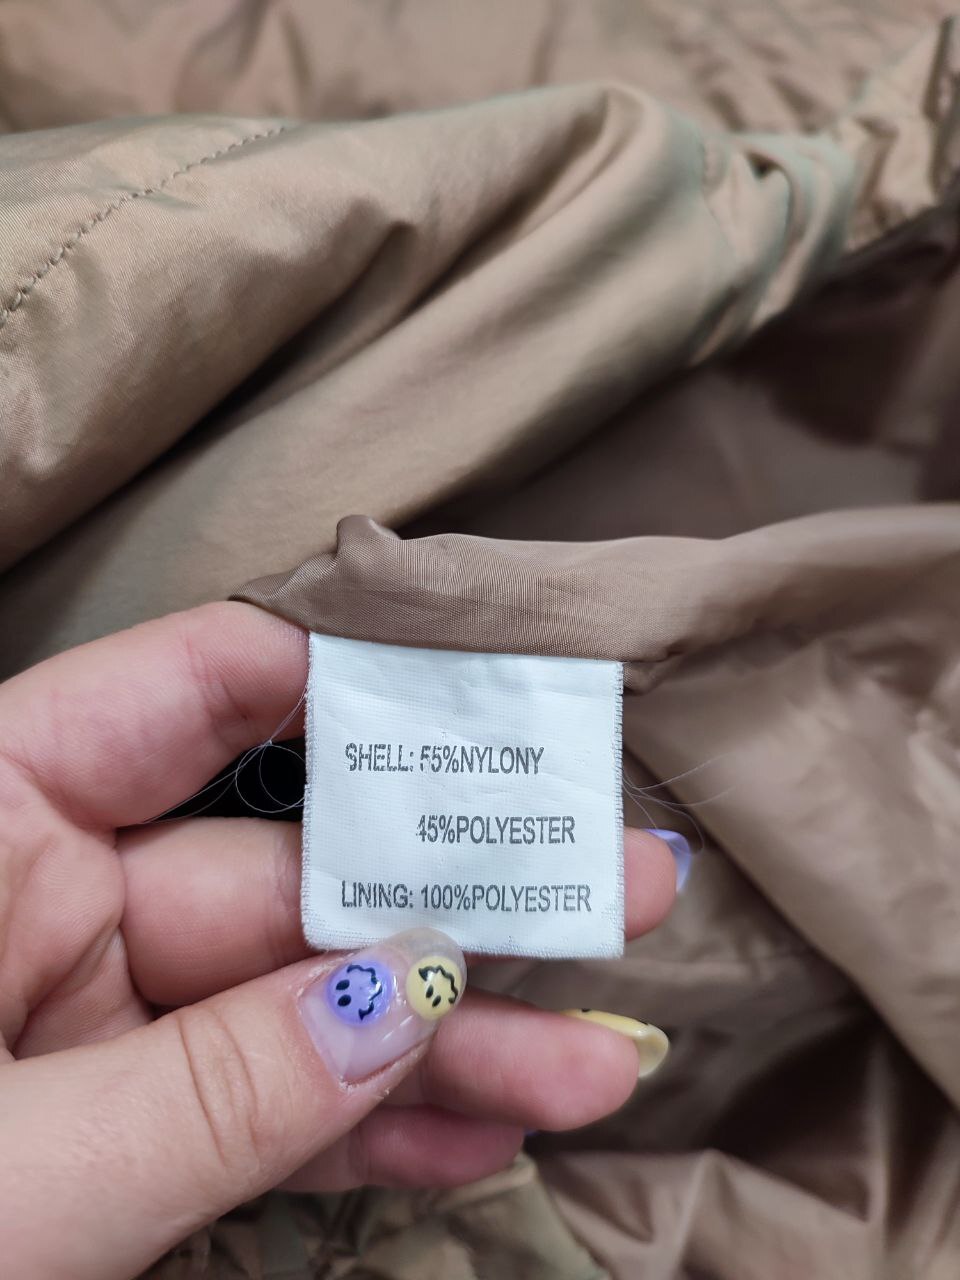 SHELL: 55%NYLONY
45%POLYESTER
LINING: 100%POLYESTER